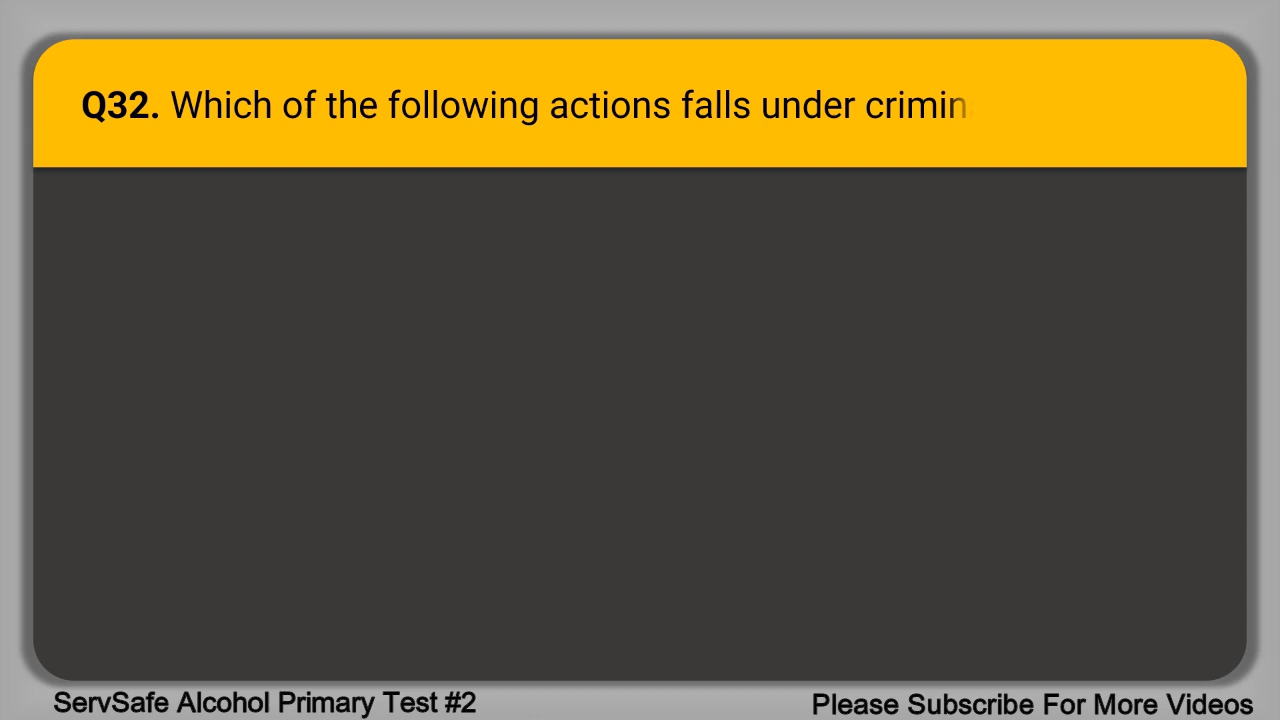 Q32. Which of the following actions falls under crimin
ServSafe Alcohol Primary Test #2
Please Subscribe For More Videos